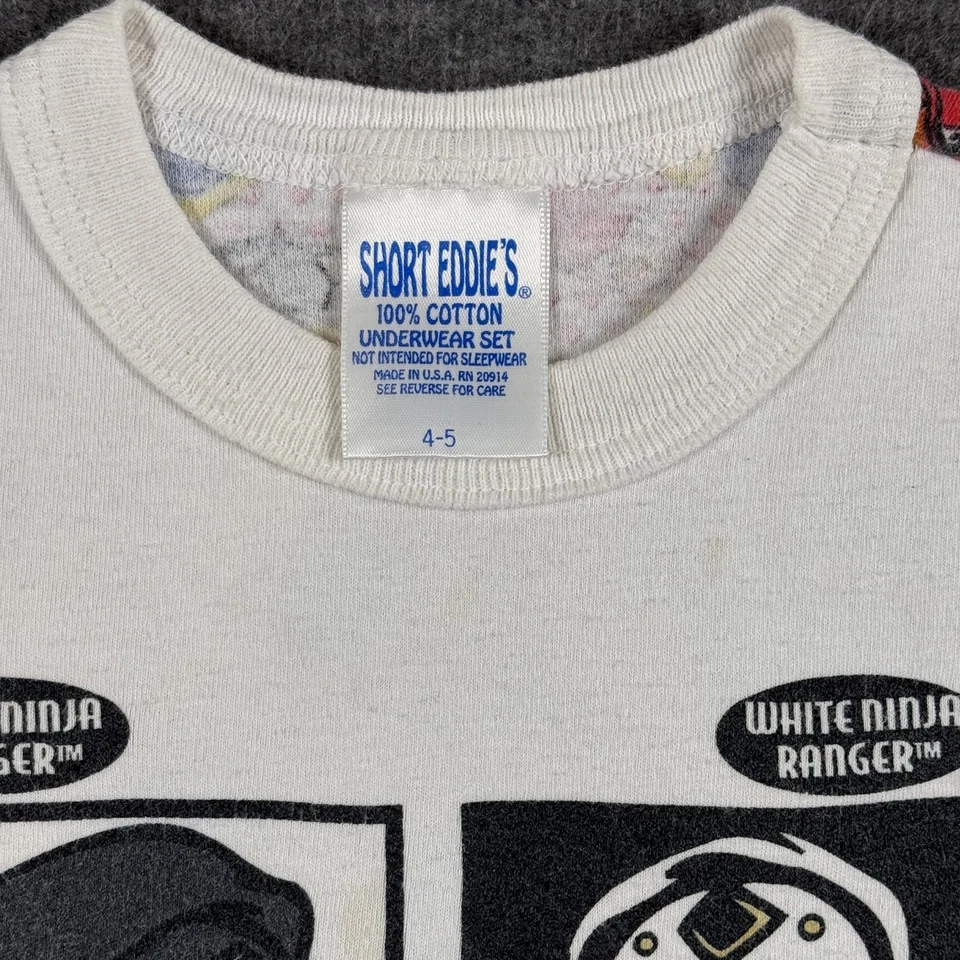 SHORT EDDIE'S®
100% COTTON
UNDERWEAR SET
NOT INTENDED FOR SLEEPWEAR
MADE IN U.S.A. RN 20914
SEE REVERSE FOR CARE
4-5
NINJA
GER™
WHITE NINJA
RANGER™